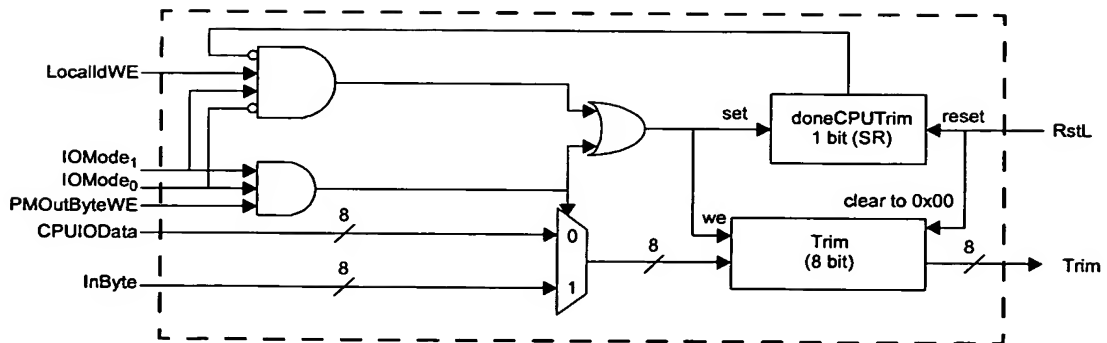 LocalIdWE
IOMode1
IOMode0
PMOutByteWE
CPUIOData
InByte
8
8
0
1
8
set
we
doneCPUTrim
1 bit (SR)
reset
RstL
clear to 0x00
Trim
(8 bit)
8
Trim